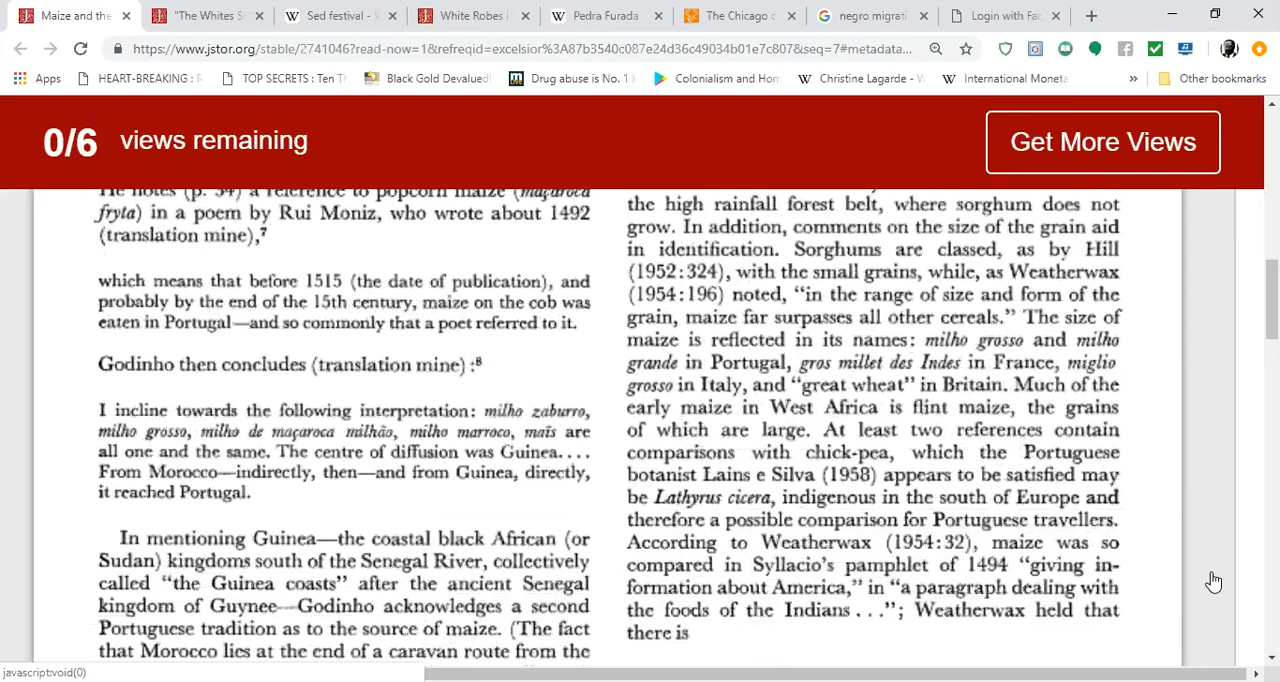 Maize and the
"The Whites S
Sed festival -
White Robes i
Pedra Furada
The Chicago
negro migrati
Login with Fac
https://www.jstor.org/stable/2741046?read-now=1&refreqid=excelsior%3A87b3540c087e24d36c49034b01e7c807&seq=7#metadata...
Apps
HEART-BREAKING : R
TOP SECRETS : Ten Th
Black Gold Devalued
Drug abuse is No. 1
Colonialism and Hom
Christine Lagarde - W
International Moneta
»
Other bookmarks
0/6 views remaining
Get More Views
He notes (p. 54) a reference to popcorn maize (maçaroca
fryta) in a poem by Rui Moniz, who wrote about 1492
(translation mine),⁷
which means that before 1515 (the date of publication), and
probably by the end of the 15th century, maize on the cob was
eaten in Portugal—and so commonly that a poet referred to it.
Godinho then concludes (translation mine) :⁸
I incline towards the following interpretation: milho zaburro,
milho grosso, milho de maçaroca milhão, milho marroco, maïs are
all one and the same. The centre of diffusion was Guinea. . . .
From Morocco—indirectly, then—and from Guinea, directly,
it reached Portugal.
In mentioning Guinea—the coastal black African (or
Sudan) kingdoms south of the Senegal River, collectively
called "the Guinea coasts" after the ancient Senegal
kingdom of Guynee—Godinho acknowledges a second
Portuguese tradition as to the source of maize. (The fact
that Morocco lies at the end of a caravan route from the
the high rainfall forest belt, where sorghum does not
grow. In addition, comments on the size of the grain aid
in identification. Sorghums are classed, as by Hill
(1952:324), with the small grains, while, as Weatherwax
(1954:196) noted, "in the range of size and form of the
grain, maize far surpasses all other cereals." The size of
maize is reflected in its names: milho grosso and milho
grande in Portugal, gros millet des Indes in France, miglio
grosso in Italy, and "great wheat" in Britain. Much of the
early maize in West Africa is flint maize, the grains
of which are large. At least two references contain
comparisons with chick-pea, which the Portuguese
botanist Lains e Silva (1958) appears to be satisfied may
be Lathyrus cicera, indigenous in the south of Europe and
therefore a possible comparison for Portuguese travellers.
According to Weatherwax (1954:32), maize was so
compared in Syllacio's pamphlet of 1494 "giving in-
formation about America," in "a paragraph dealing with
the foods of the Indians . . ."; Weatherwax held that
there is
javascript:void(0)